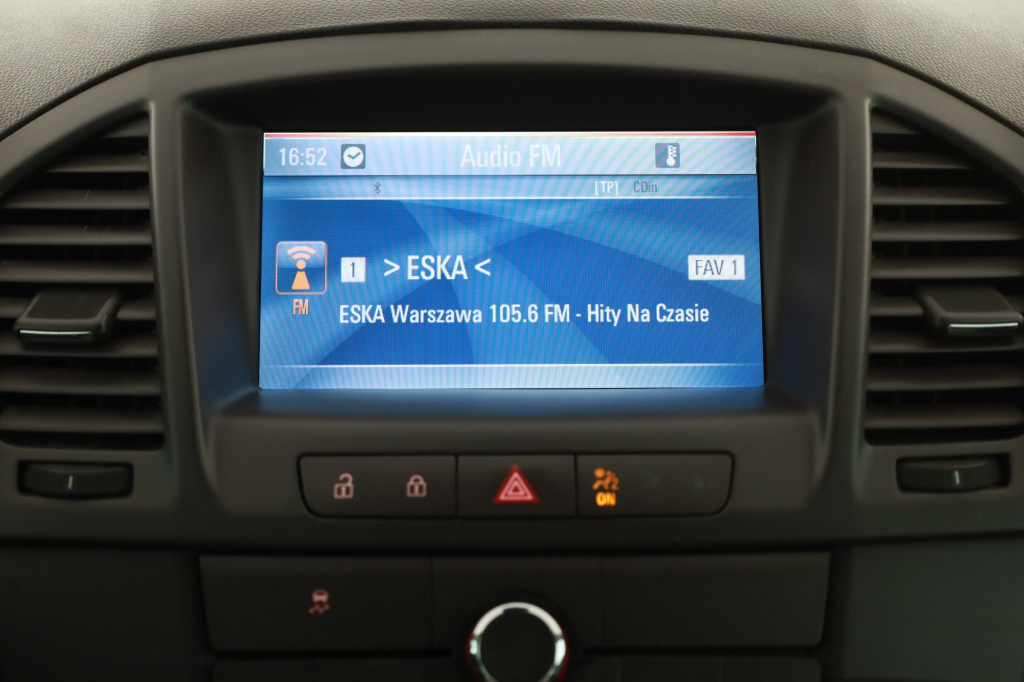 16:52 Audio FM
[TP] CDin
1 > ESKA < FAV 1
FM
ESKA Warszawa 105.6 FM - Hity Na Czasie
ON